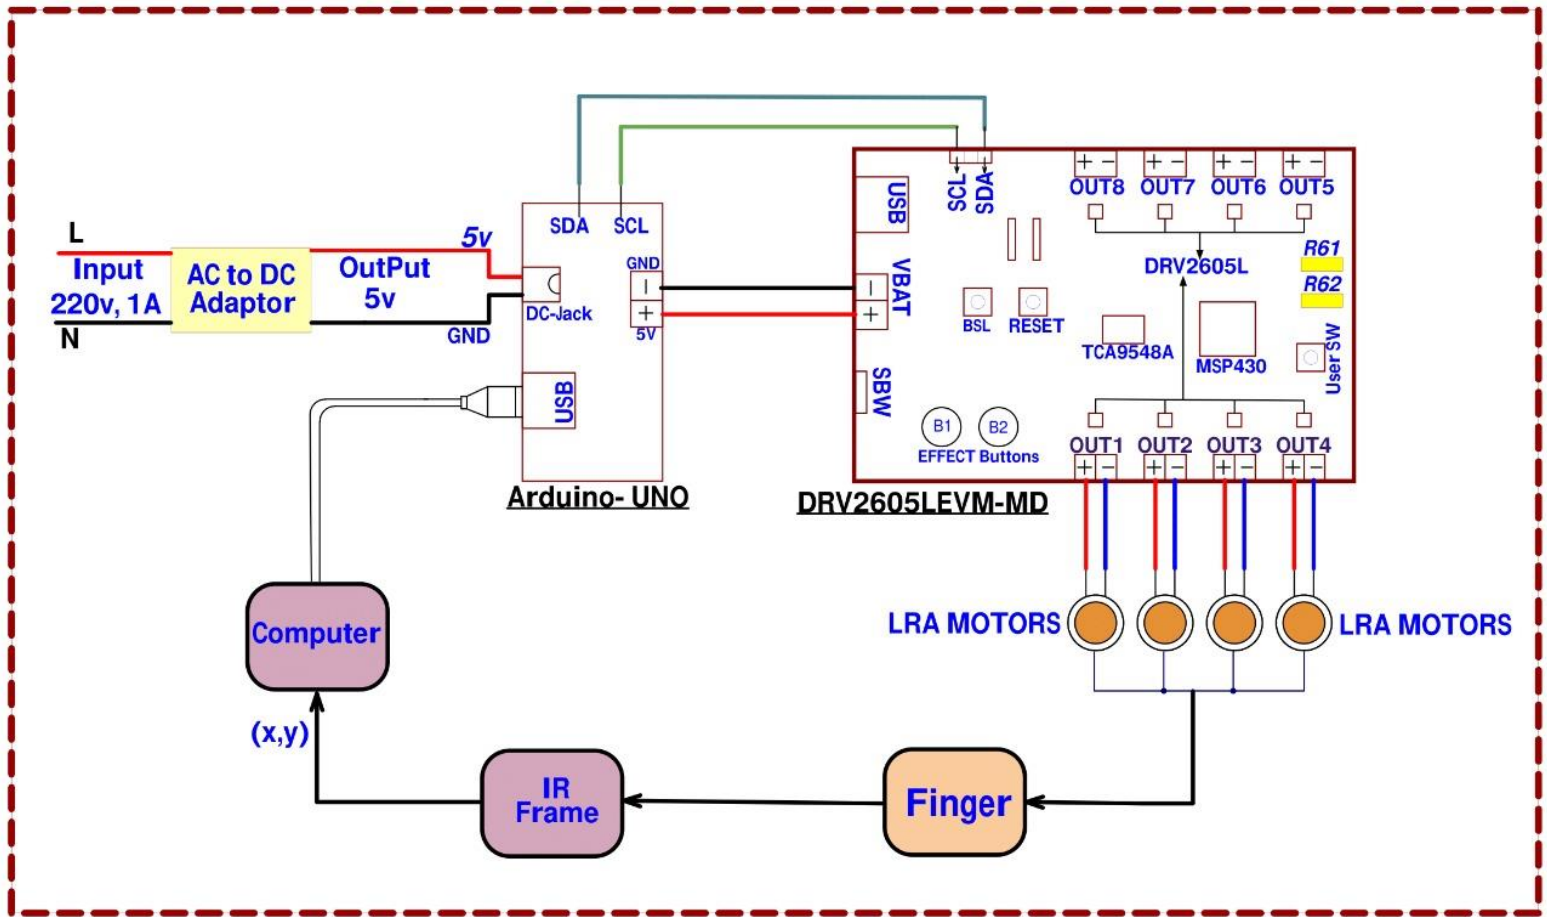 SCL
SDA
USB
OUT8
OUT7
OUT6
OUT5
SDA
SCL
L
5v
Input
220v, 1A
N
AC to DC
Adaptor
OutPut
5v
GND
DC-Jack
GND
5V
USB
VBAT
SBW
BSL
RESET
DRV2605L
R61
R62
TCA9548A
MSP430
User SW
B1
B2
EFFECT Buttons
OUT1
OUT2
OUT3
OUT4
Arduino- UNO
DRV2605LEVM-MD
Computer
LRA MOTORS
LRA MOTORS
(x,y)
IR
Frame
Finger